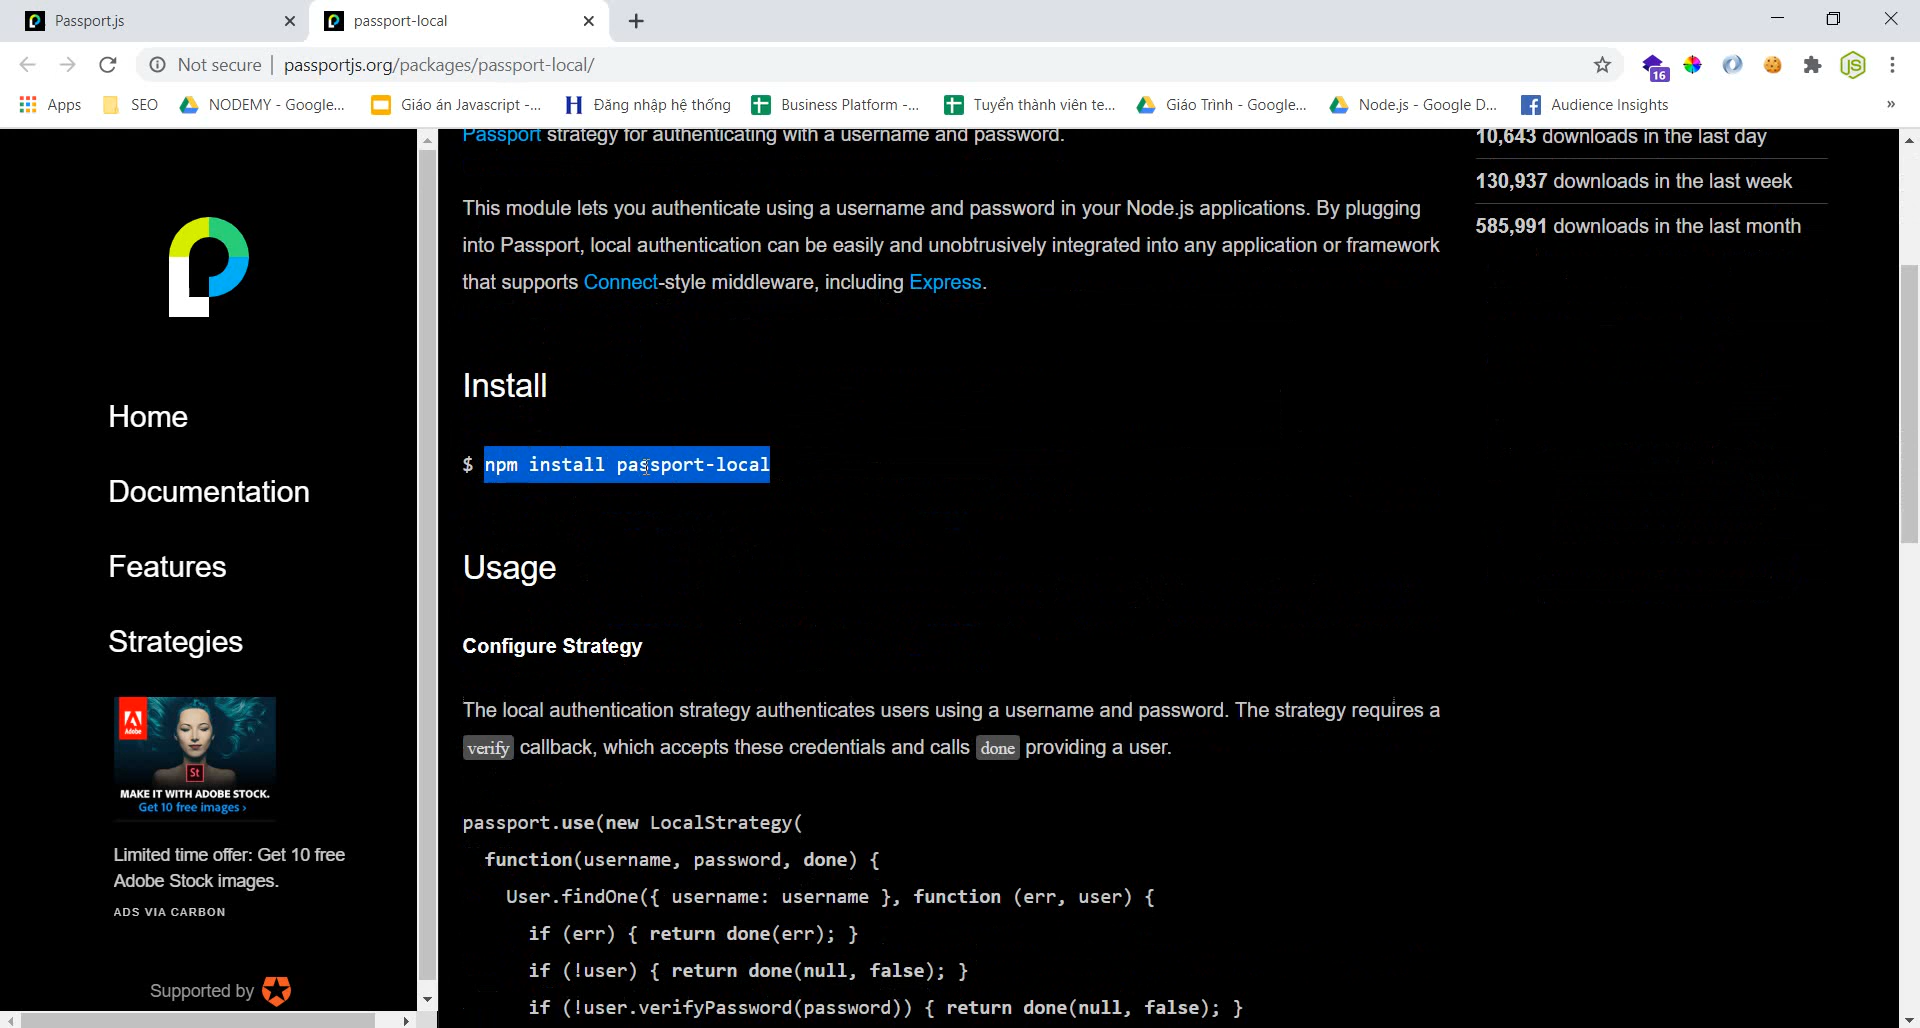 Passport.js
passport-local
Not secure
passportjs.org/packages/passport-local/
16
Apps
SEO
NODEMY - Google...
Giáo án Javascript -...
Đăng nhập hệ thống
Business Platform -...
Tuyển thành viên te...
Giáo Trình - Google...
Node.js - Google D...
Audience Insights
»
Home
Documentation
Features
Strategies
Adobe
St
MAKE IT WITH ADOBE STOCK.
Get 10 free images ›
Limited time offer: Get 10 free
Adobe Stock images.
ADS VIA CARBON
Supported by
Passport strategy for authenticating with a username and password.
This module lets you authenticate using a username and password in your Node.js applications. By plugging
into Passport, local authentication can be easily and unobtrusively integrated into any application or framework
that supports Connect-style middleware, including Express.
Install
$ npm install passport-local
Usage
Configure Strategy
The local authentication strategy authenticates users using a username and password. The strategy requires a
verify callback, which accepts these credentials and calls done providing a user.
passport.use(new LocalStrategy(
function(username, password, done) {
User.findOne({ username: username }, function (err, user) {
if (err) { return done(err); }
if (!user) { return done(null, false); }
if (!user.verifyPassword(password)) { return done(null, false); }
10,643 downloads in the last day
130,937 downloads in the last week
585,991 downloads in the last month